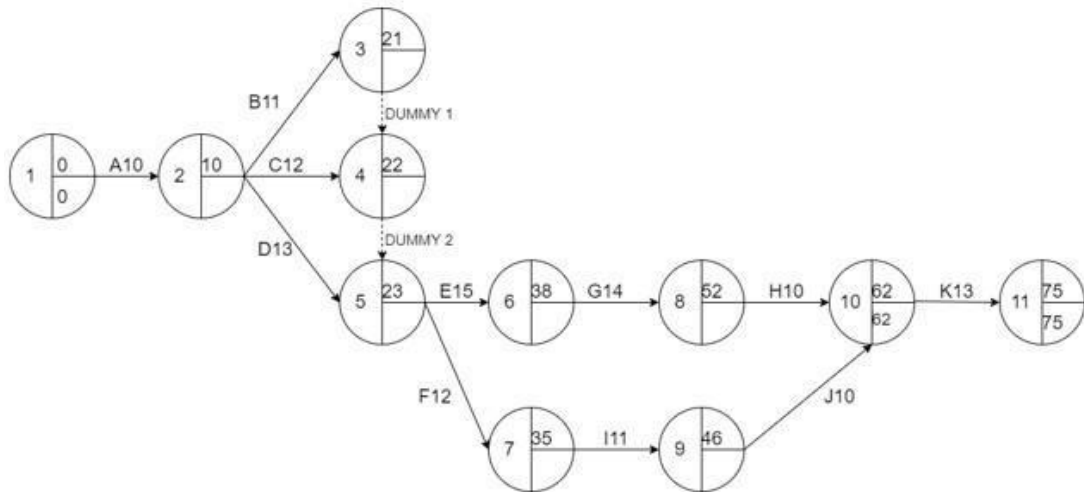 3 21
B11
DUMMY 1
1 0
0
A10
2 10
C12
4 22
D13
DUMMY 2
5 23
E15
6 38
G14
8 52
H10
10 62
62
K13
11 75
75
F12
J10
7 35
I11
9 46